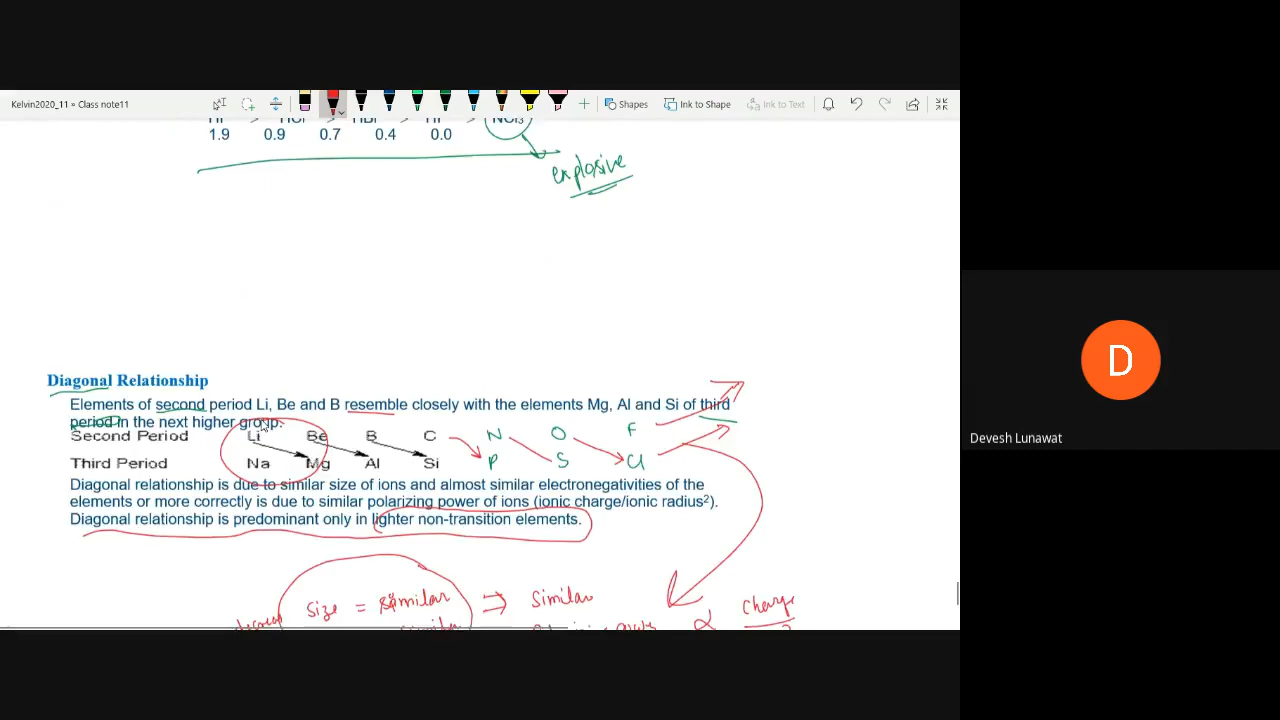 Kelvin2020_11 » Class note11
Shapes
Ink to Shape
Ink to Text
NCl₃
1.9 0.9 0.7 0.4 0.0
explosive
Diagonal Relationship
Elements of second period Li, Be and B resemble closely with the elements Mg, Al and Si of third
period in the next higher group.
Second Period Li Be B C N O F
Third Period Na Mg Al Si P S Cl
Diagonal relationship is due to similar size of ions and almost similar electronegativities of the
elements or more correctly is due to similar polarizing power of ions (ionic charge/ionic radius²).
Diagonal relationship is predominant only in lighter non-transition elements.
Size = similar ⇒ Similar
∝ Charge
D
Devesh Lunawat